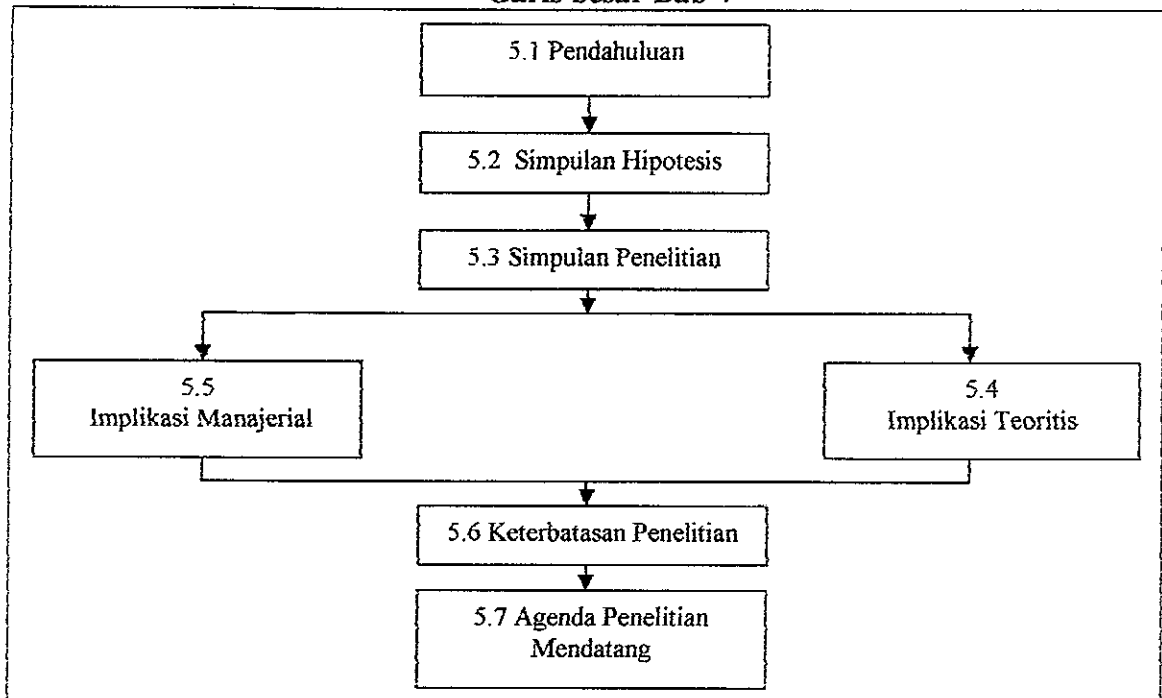 5.1 Pendahuluan
5.2 Simpulan Hipotesis
5.3 Simpulan Penelitian
5.5
Implikasi Manajerial
5.4
Implikasi Teoritis
5.6 Keterbatasan Penelitian
5.7 Agenda Penelitian
Mendatang